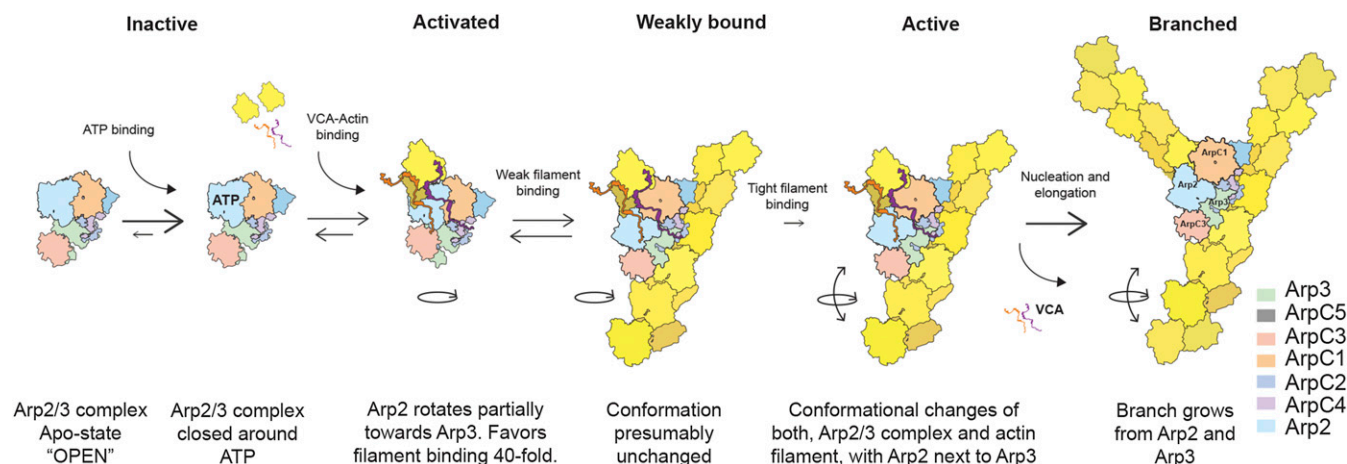 Inactive
Activated
Weakly bound
Active
Branched
ATP binding
VCA-Actin
binding
Weak filament
binding
Tight filament
binding
Nucleation and
elongation
ATP
VCA
ArpC1
Arp2
Arp3
ArpC3
Arp3
ArpC5
ArpC3
ArpC1
ArpC2
ArpC4
Arp2
Arp2/3 complex
Apo-state
“OPEN”
Arp2/3 complex
closed around
ATP
Arp2 rotates partially
towards Arp3. Favors
filament binding 40-fold.
Conformation
presumably
unchanged
Conformational changes of
both, Arp2/3 complex and actin
filament, with Arp2 next to Arp3
Branch grows
from Arp2 and
Arp3